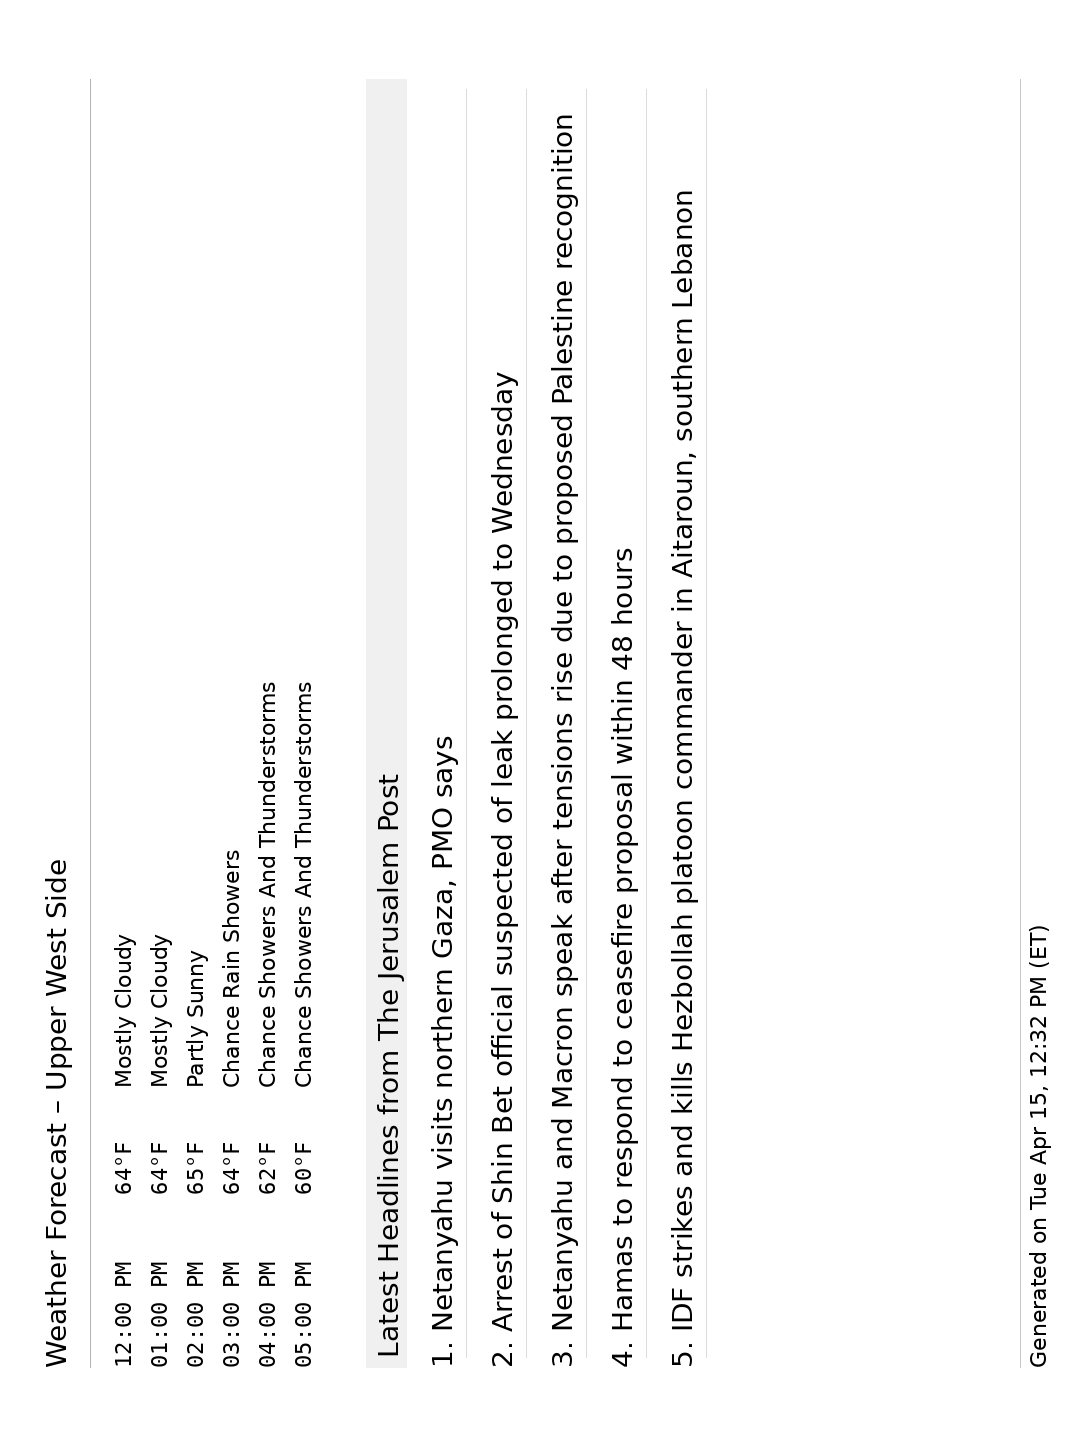 Weather Forecast – Upper West Side
12:00 PM 64°F Mostly Cloudy
01:00 PM 64°F Mostly Cloudy
02:00 PM 65°F Partly Sunny
03:00 PM 64°F Chance Rain Showers
04:00 PM 62°F Chance Showers And Thunderstorms
05:00 PM 60°F Chance Showers And Thunderstorms
Latest Headlines from The Jerusalem Post
1. Netanyahu visits northern Gaza, PMO says
2. Arrest of Shin Bet official suspected of leak prolonged to Wednesday
3. Netanyahu and Macron speak after tensions rise due to proposed Palestine recognition
4. Hamas to respond to ceasefire proposal within 48 hours
5. IDF strikes and kills Hezbollah platoon commander in Aitaroun, southern Lebanon
Generated on Tue Apr 15, 12:32 PM (ET)